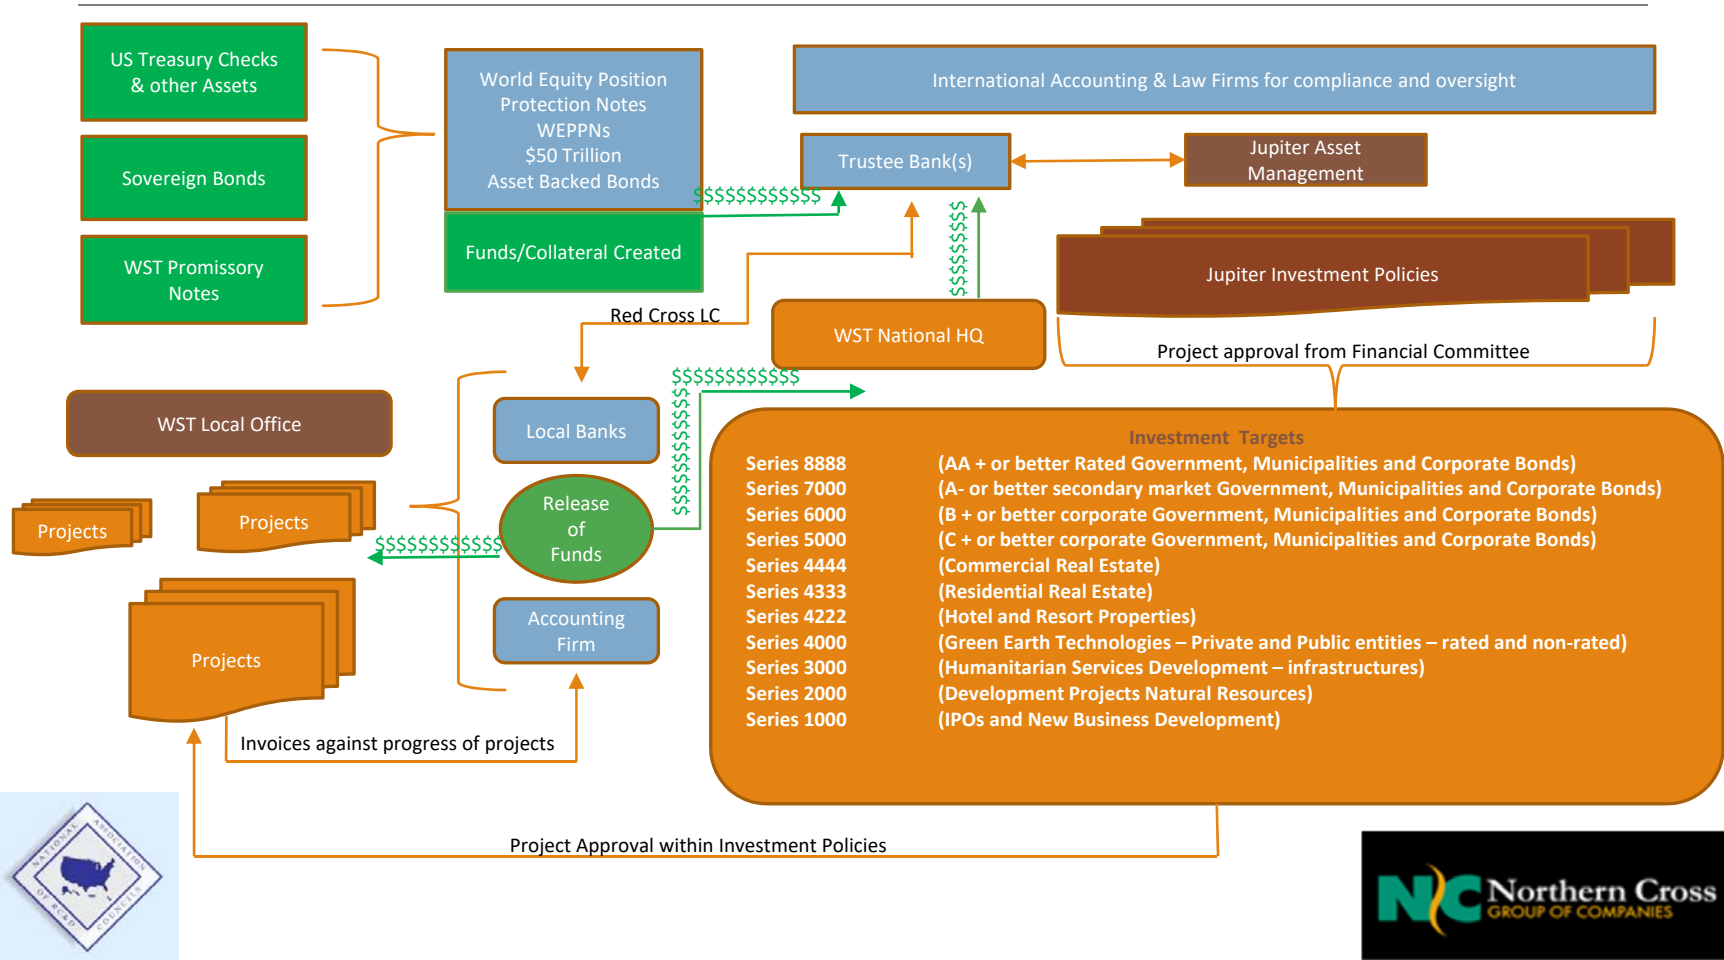 US Treasury Checks
& other Assets
Sovereign Bonds
WST Promissory
Notes
World Equity Position
Protection Notes
WEPPNs
$50 Trillion
Asset Backed Bonds
Funds/Collateral Created
$$$$$$$$$$$$
International Accounting & Law Firms for compliance and oversight
Trustee Bank(s)
Jupiter Asset
Management
$$$$$$$$$
Jupiter Investment Policies
Red Cross LC
WST National HQ
Project approval from Financial Committee
WST Local Office
Local Banks
$$$$$$$$$$$$
$$$$$$$$$$$$
Release
of
Funds
Projects
Projects
$$$$$$$$$$$$
Projects
Accounting
Firm
Invoices against progress of projects
Investment Targets
Series 8888 (AA + or better Rated Government, Municipalities and Corporate Bonds)
Series 7000 (A- or better secondary market Government, Municipalities and Corporate Bonds)
Series 6000 (B + or better corporate Government, Municipalities and Corporate Bonds)
Series 5000 (C + or better corporate Government, Municipalities and Corporate Bonds)
Series 4444 (Commercial Real Estate)
Series 4333 (Residential Real Estate)
Series 4222 (Hotel and Resort Properties)
Series 4000 (Green Earth Technologies – Private and Public entities – rated and non-rated)
Series 3000 (Humanitarian Services Development – infrastructures)
Series 2000 (Development Projects Natural Resources)
Series 1000 (IPOs and New Business Development)
Project Approval within Investment Policies
NATIONAL ASSOCIATION
OF RC&D COUNCILS
NC Northern Cross
GROUP OF COMPANIES